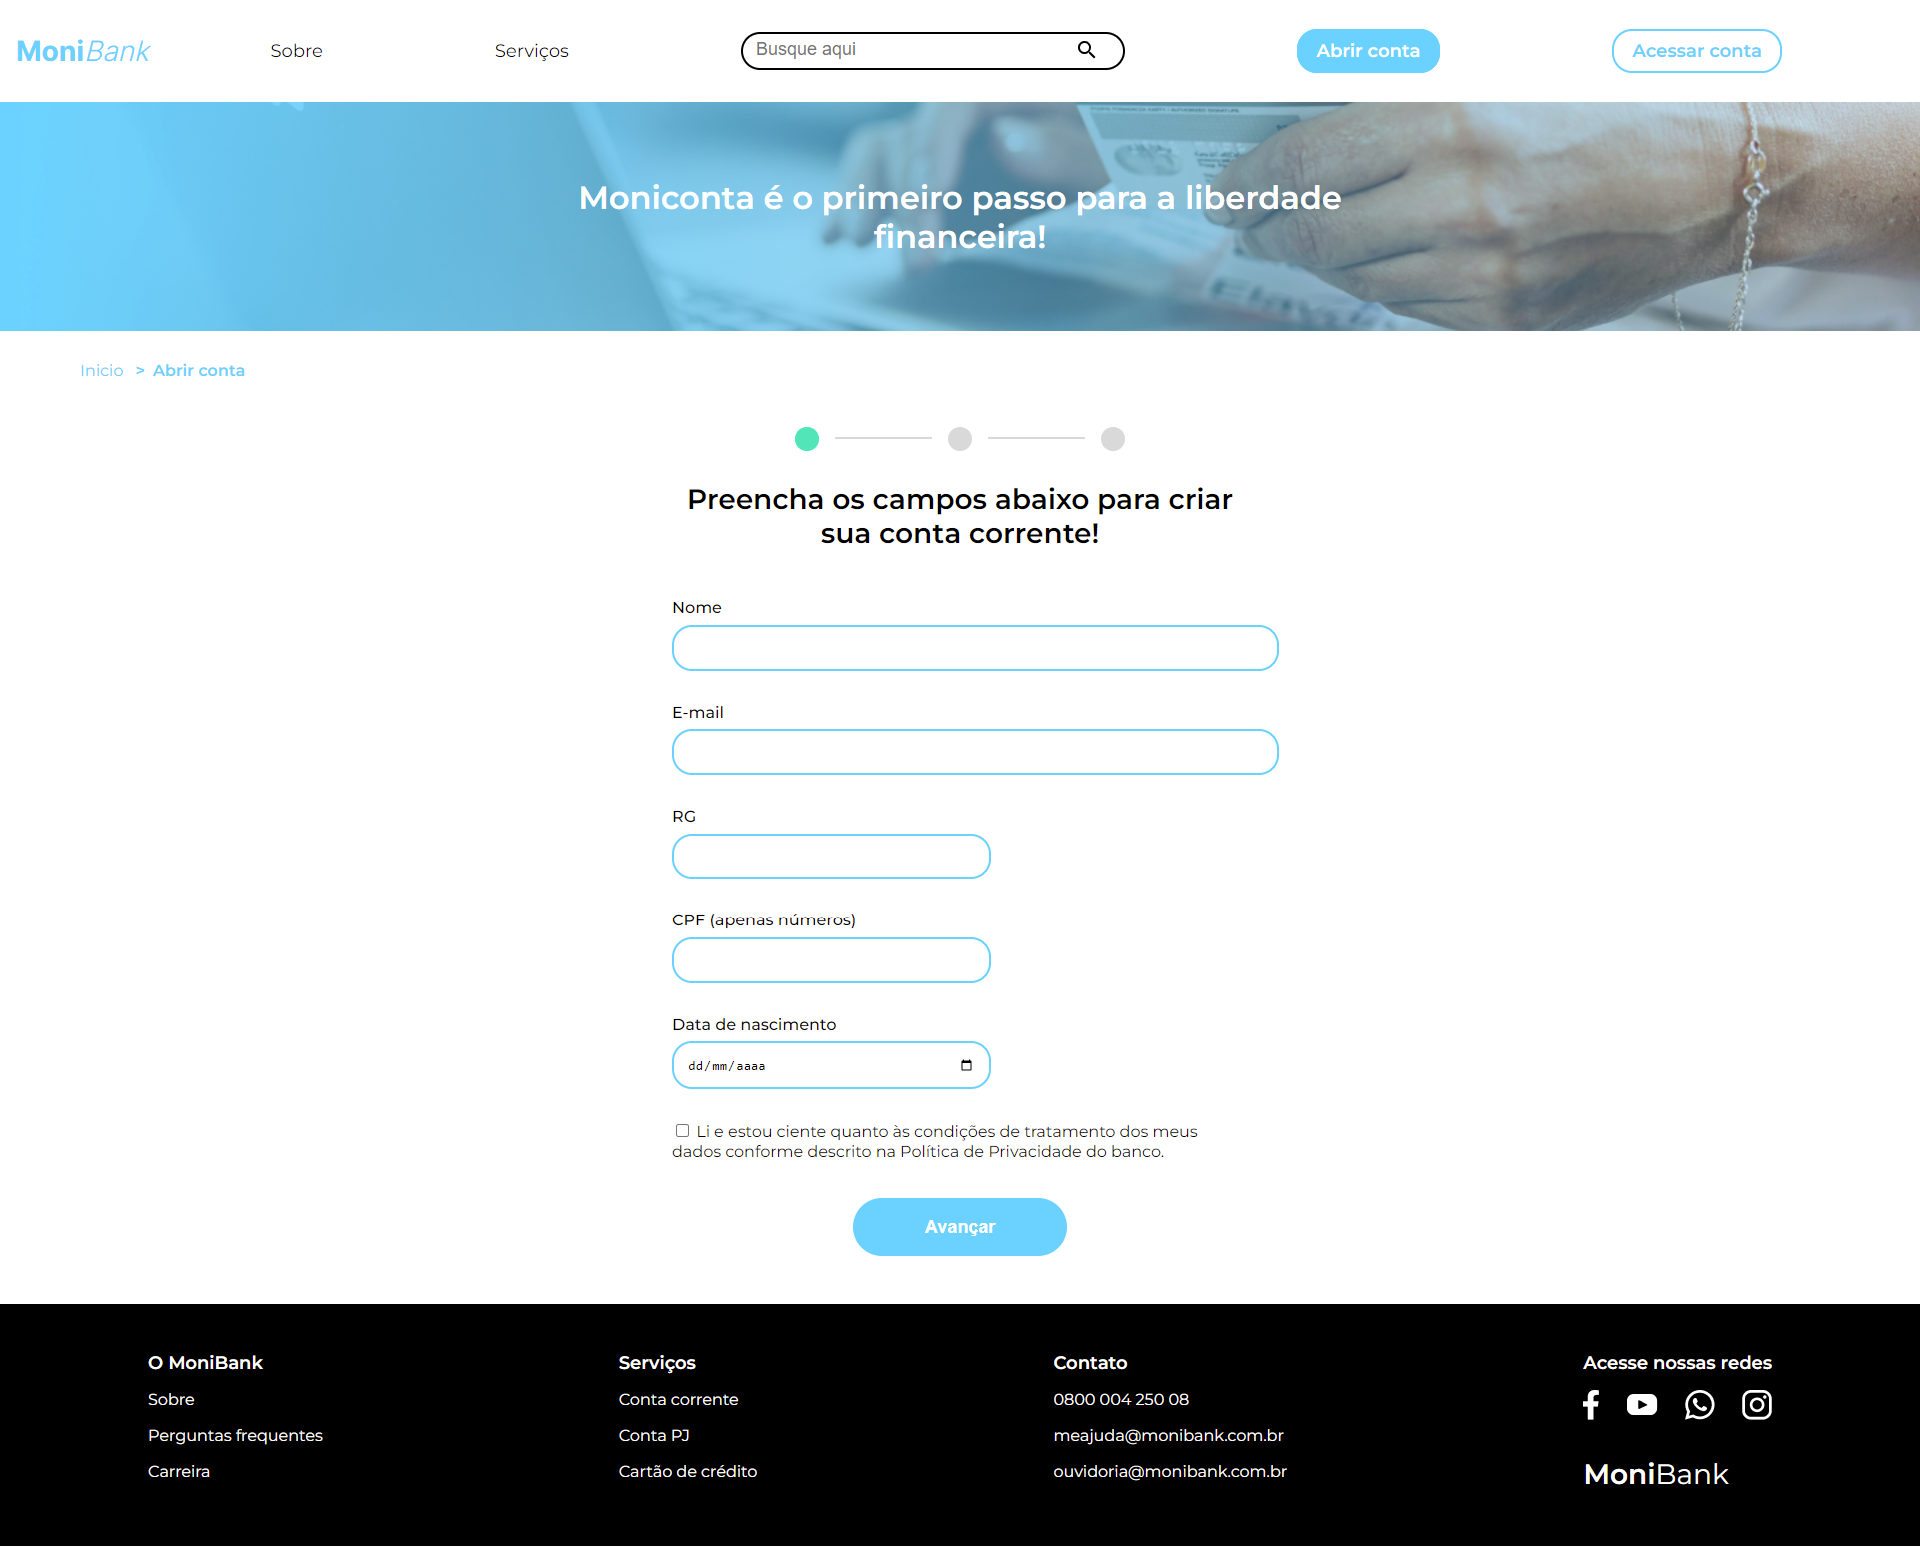 MoniBank
Sobre
Serviços
Busque aqui
Abrir conta
Acessar conta
Moniconta é o primeiro passo para a liberdade
financeira!
Inicio > Abrir conta
Preencha os campos abaixo para criar
sua conta corrente!
Nome
E-mail
RG
CPF (apenas números)
Data de nascimento
dd/mm/aaaa
Li e estou ciente quanto às condições de tratamento dos meus
dados conforme descrito na Política de Privacidade do banco.
Avançar
O MoniBank
Sobre
Perguntas frequentes
Carreira
Serviços
Conta corrente
Conta PJ
Cartão de crédito
Contato
0800 004 250 08
meajuda@monibank.com.br
ouvidoria@monibank.com.br
Acesse nossas redes
MoniBank